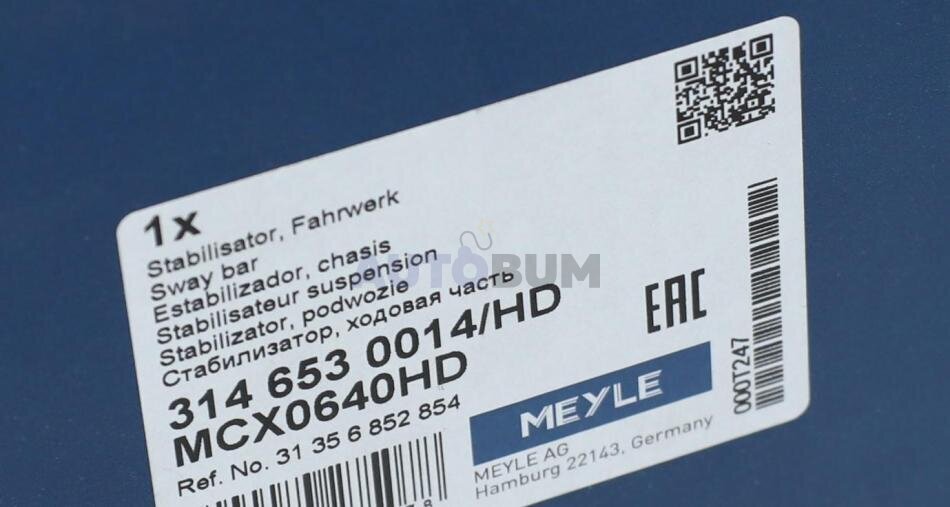 1x
Stabilisator, Fahrwerk
Sway bar
Estabilizador, chasis
Stabilisateur suspension
Stabilizator, podwozie
Стабилизатор, ходовая часть
314 653 0014/HD
MCX0640HD
Ref. No. 31 35 6 852 854
AUTOBUM
EAC
MEYLE
MEYLE AG
Hamburg 22143, Germany
000T247